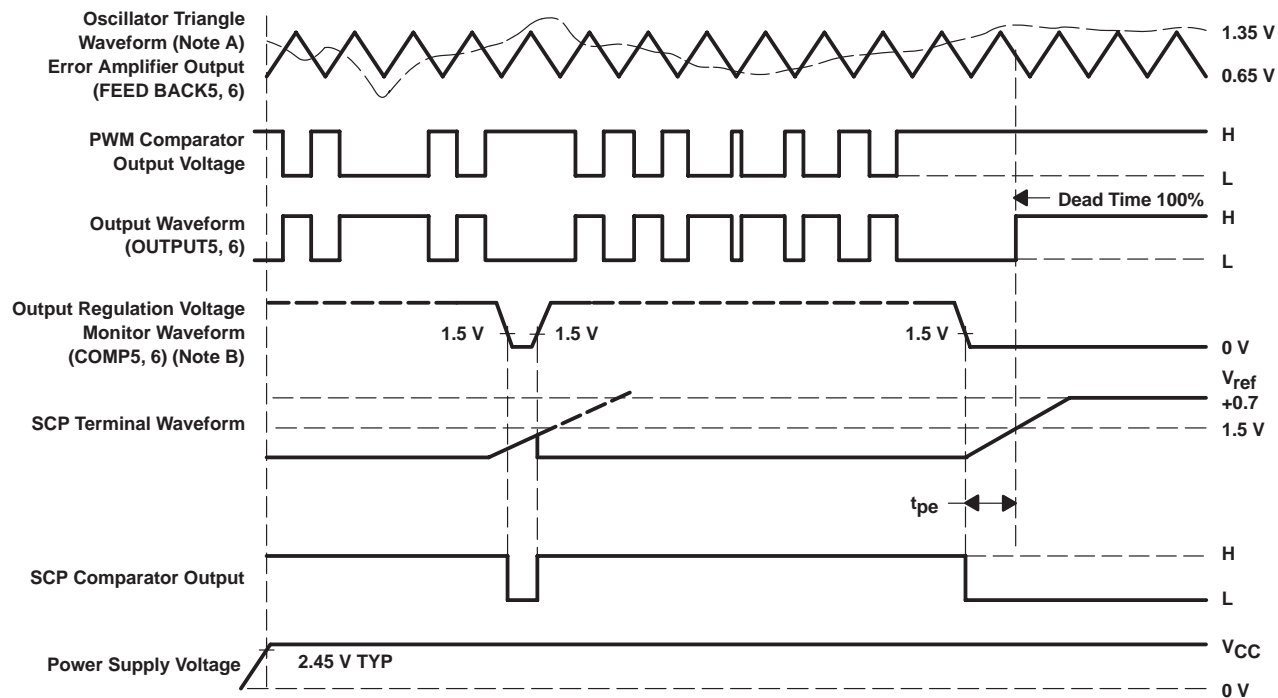 Oscillator Triangle
Waveform (Note A)
Error Amplifier Output
(FEED BACK5, 6)
1.35 V
0.65 V
PWM Comparator
Output Voltage
H
L
Dead Time 100%
Output Waveform
(OUTPUT5, 6)
H
L
Output Regulation Voltage
Monitor Waveform
(COMP5, 6) (Note B)
1.5 V
1.5 V
1.5 V
0 V
SCP Terminal Waveform
Vref
+0.7
1.5 V
tpe
SCP Comparator Output
H
L
Power Supply Voltage
2.45 V TYP
VCC
0 V